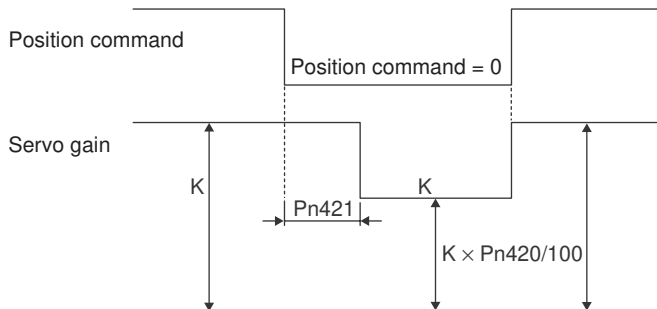 Position command
Position command = 0
Servo gain
K
K
Pn421
K × Pn420/100